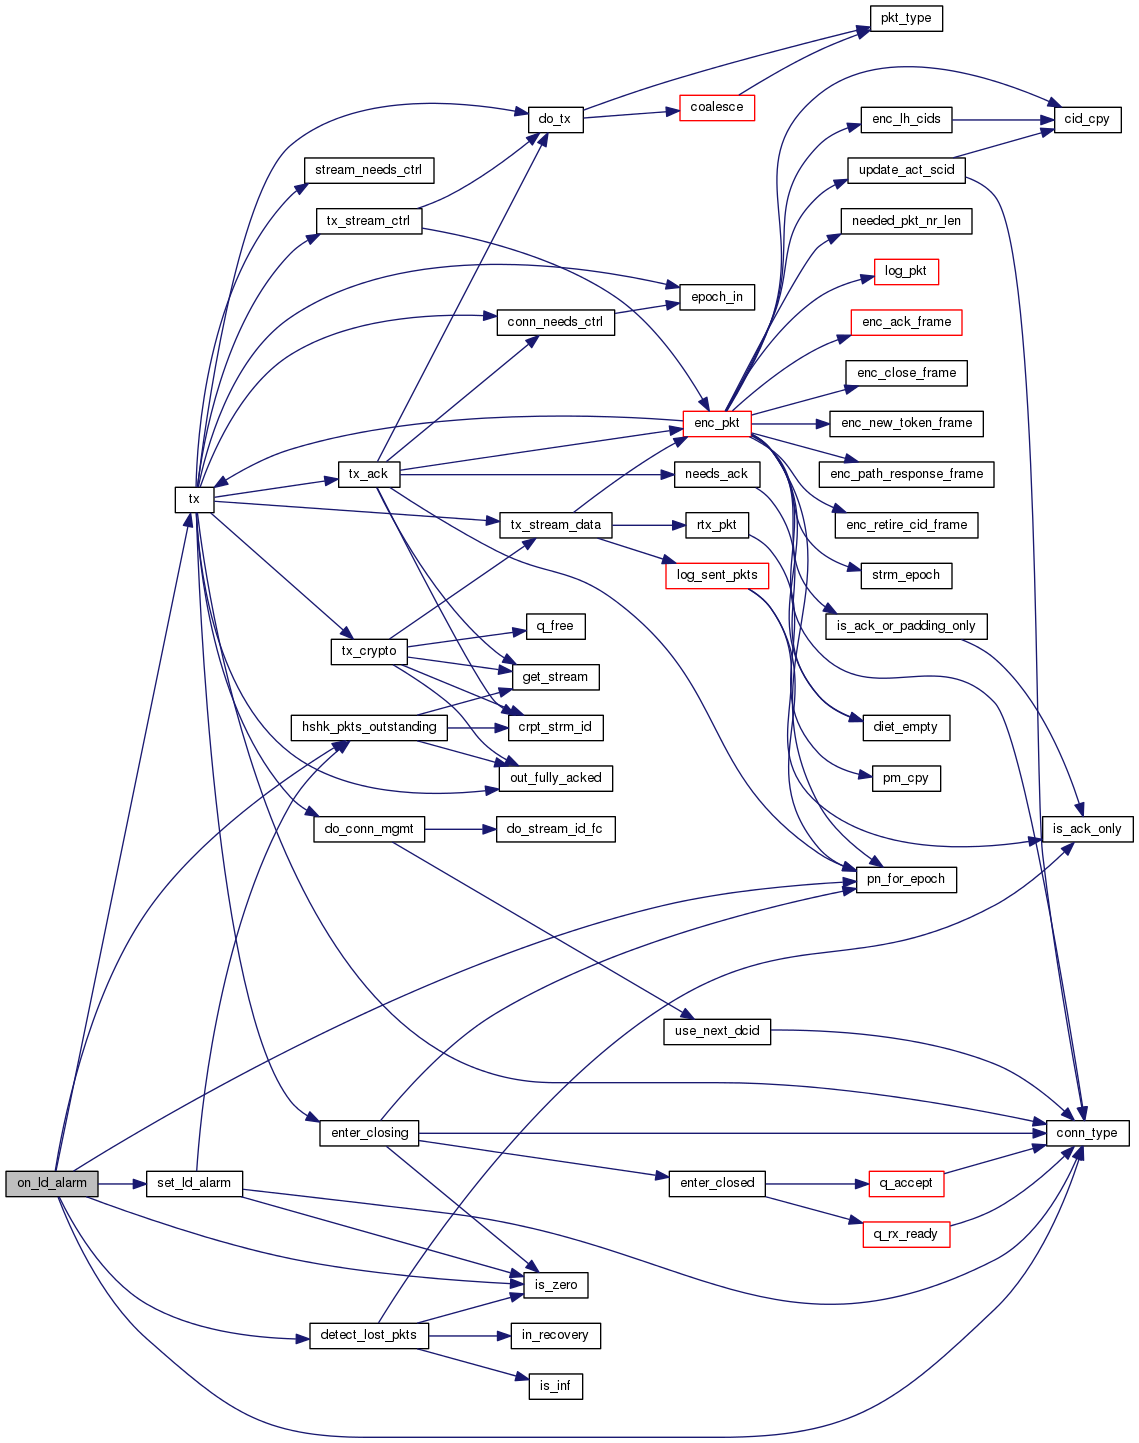 pkt_type
coalesce
do_tx
enc_lh_cids
cid_cpy
stream_needs_ctrl
update_act_scid
tx_stream_ctrl
needed_pkt_nr_len
log_pkt
epoch_in
conn_needs_ctrl
enc_ack_frame
enc_close_frame
enc_pkt
enc_new_token_frame
tx_ack
needs_ack
enc_path_response_frame
tx
tx_stream_data
rtx_pkt
enc_retire_cid_frame
log_sent_pkts
strm_epoch
q_free
is_ack_or_padding_only
tx_crypto
get_stream
hshk_pkts_outstanding
crpt_strm_id
diet_empty
out_fully_acked
pm_cpy
do_conn_mgmt
do_stream_id_fc
is_ack_only
pn_for_epoch
use_next_dcid
enter_closing
conn_type
on_ld_alarm
set_ld_alarm
enter_closed
q_accept
q_rx_ready
is_zero
detect_lost_pkts
in_recovery
is_inf